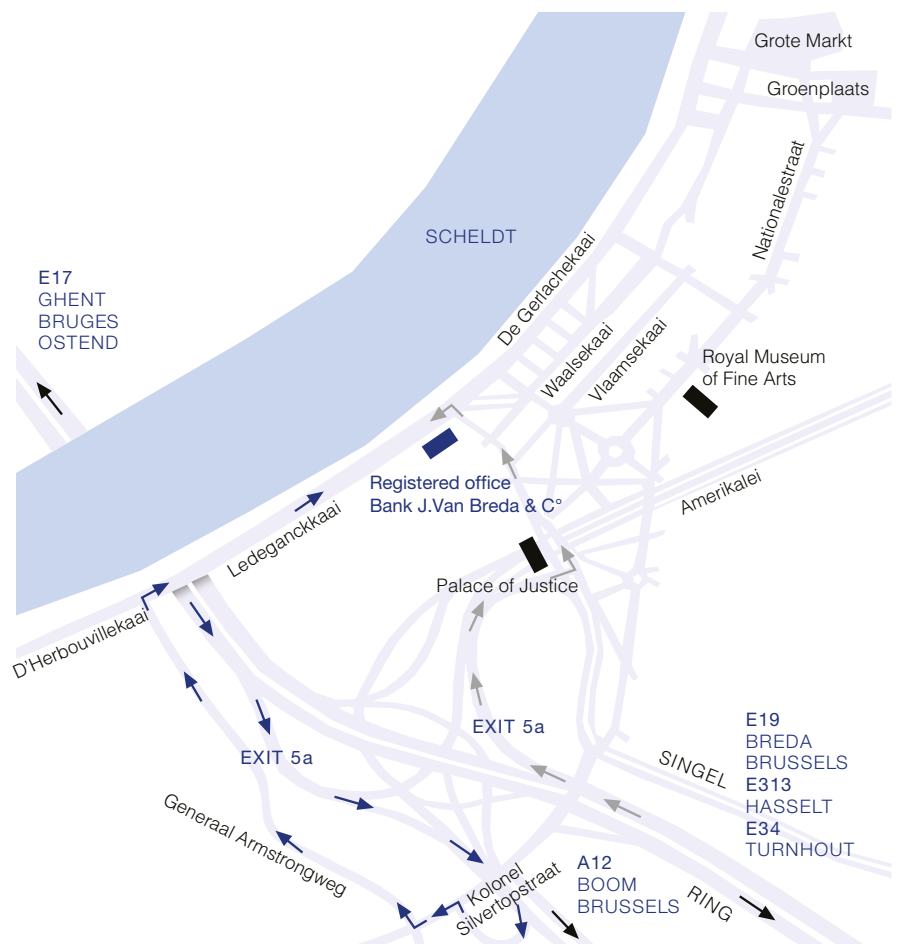 Grote Markt
Groenplaats
Nationalestraat
SCHELDT
De Gerlachekaai
E17
GHENT
BRUGES
OSTEND
Waalsekaai
Vlaamsekaai
Royal Museum
of Fine Arts
Registered office
Bank J.Van Breda & C°
Amerikalei
Ledeganckkaai
Palace of Justice
D'Herbouvillekaai
EXIT 5a
EXIT 5a
SINGEL
E19
BREDA
BRUSSELS
E313
HASSELT
E34
TURNHOUT
Generaal Armstrongweg
Kolonel
Silvertopstraat
A12
BOOM
BRUSSELS
RING